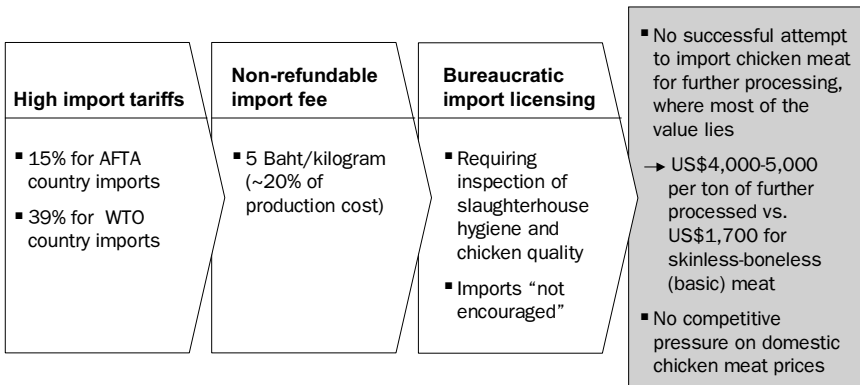 High import tariffs
▪ 15% for AFTA
country imports
▪ 39% for WTO
country imports
Non-refundable
import fee
▪ 5 Baht/kilogram
(~20% of
production cost)
Bureaucratic
import licensing
▪ Requiring
inspection of
slaughterhouse
hygiene and
chicken quality
▪ Imports “not
encouraged”
▪ No successful attempt
to import chicken meat
for further processing,
where most of the
value lies
→ US$4,000-5,000
per ton of further
processed vs.
US$1,700 for
skinless-boneless
(basic) meat
▪ No competitive
pressure on domestic
chicken meat prices